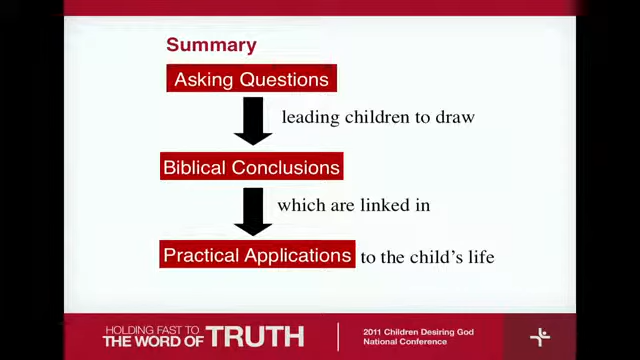 Summary
Asking Questions
leading children to draw
Biblical Conclusions
which are linked in
Practical Applications to the child's life
HOLDING FAST TO
THE WORD OF TRUTH
2011 Children Desiring God
National Conference